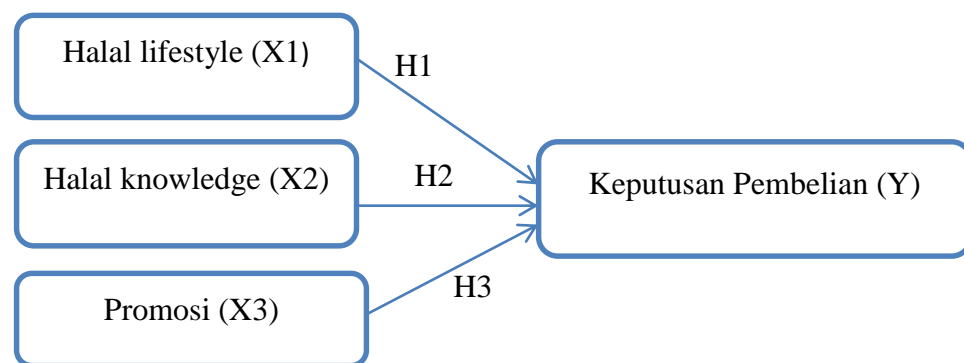 Halal lifestyle (X1)
H1
Halal knowledge (X2)
H2
Keputusan Pembelian (Y)
H3
Promosi (X3)